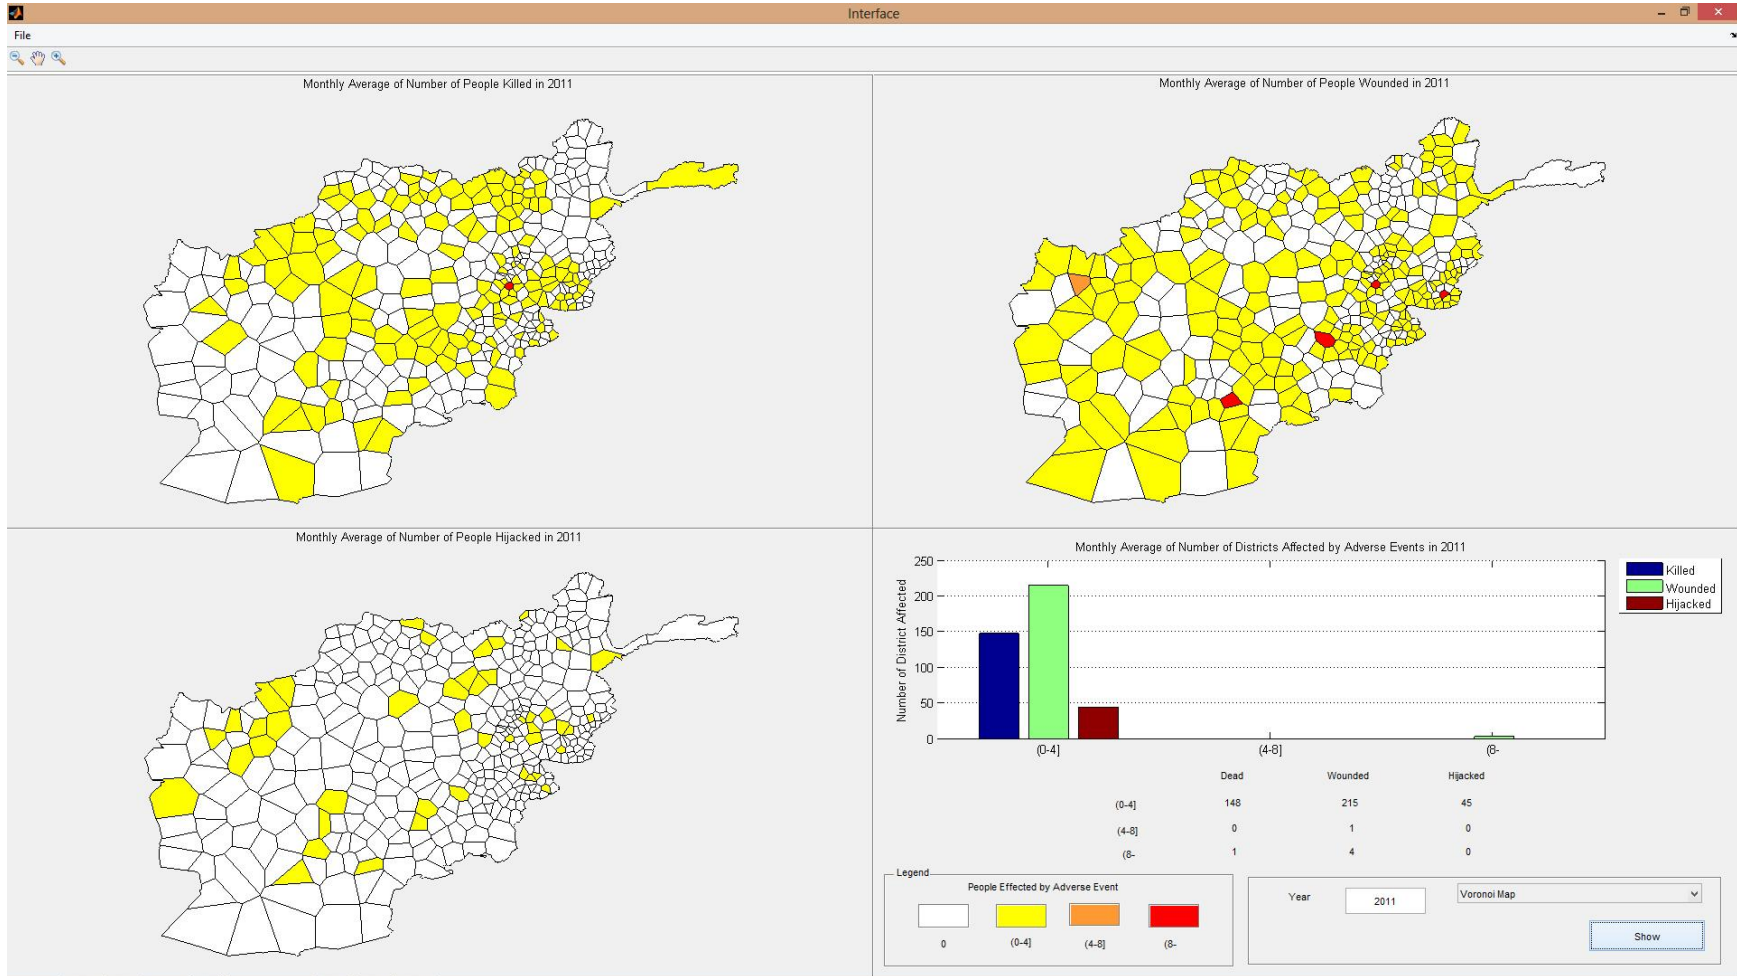 Interface
File
Monthly Average of Number of People Killed in 2011
Monthly Average of Number of People Wounded in 2011
Monthly Average of Number of People Hijacked in 2011
Monthly Average of Number of Districts Affected by Adverse Events in 2011
Number of District Affected
250
200
150
100
50
0
(0-4]
(4-8]
(8-
Killed
Wounded
Hijacked
Dead Wounded Hijacked
(0-4] 148 215 45
(4-8] 0 1 0
(8- 1 4 0
Legend
People Effected by Adverse Event
0 (0-4] (4-8] (8-
Year 2011 Voronoi Map
Show